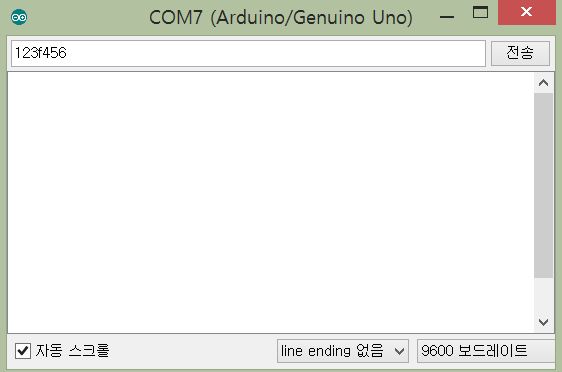 COM7 (Arduino/Genuino Uno)
123f456
전송
자동 스크롤
line ending 없음
9600 보드레이트